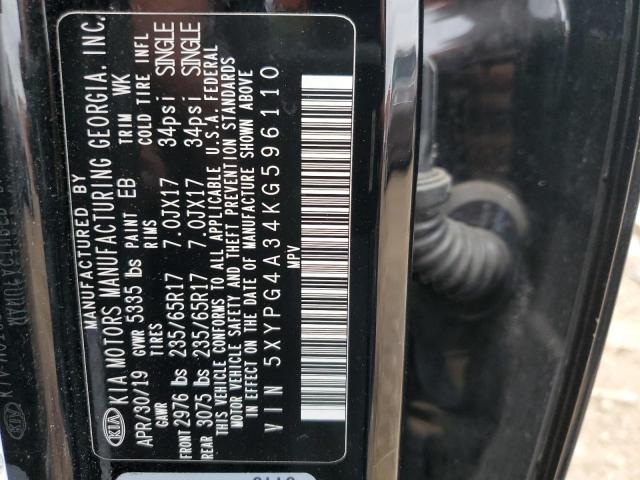 MANUFACTURED BY
KIA KIA MOTORS MANUFACTURING GEORGIA, INC.
APR/30/19 GVWR 5335 lbs PAINT EB TRIM WK
GAWR TIRES RIMS COLD TIRE INFL
FRONT 2976 lbs 235/65R17 7.0JX17 34psi SINGLE
REAR 3075 lbs 235/65R17 7.0JX17 34psi SINGLE
THIS VEHICLE CONFORMS TO ALL APPLICABLE U.S.A. FEDERAL
MOTOR VEHICLE SAFETY AND THEFT PREVENTION STANDARDS
IN EFFECT ON THE DATE OF MANUFACTURE SHOWN ABOVE
VIN 5XYPG4A34KG596110
MPV